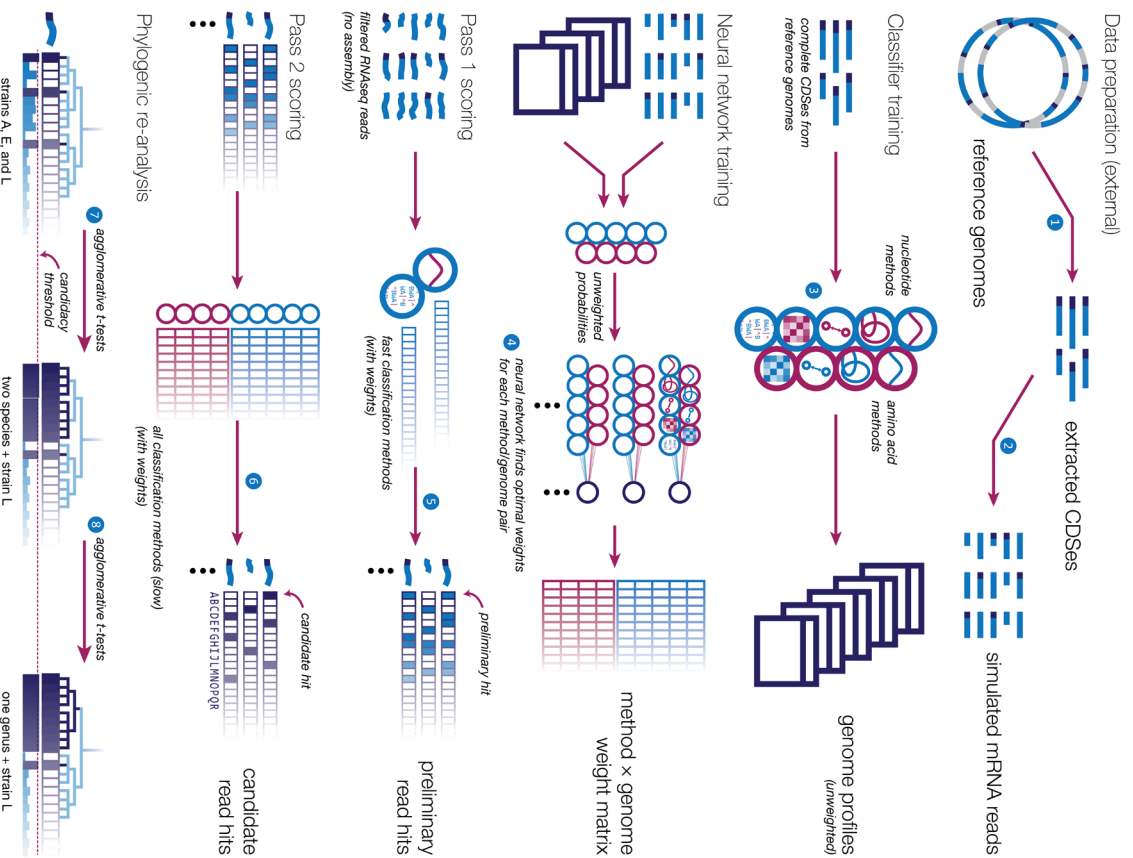 Data preparation (external)
reference genomes
1
extracted CDSes
2
simulated mRNA reads
Classifier training
complete CDSes from
reference genomes
nucleotide
methods
3
amino acid
methods
genome profiles
(unweighted)
Neural network training
unweighted
probabilities
4
neural network finds optimal weights
for each method/genome pair
method × genome
weight matrix
Pass 1 scoring
filtered RNAseq reads
(no assembly)
fast classification methods
(with weights)
5
preliminary hit
preliminary
read hits
Pass 2 scoring
all classification methods (slow)
(with weights)
6
candidate hit
ABCDEFGHIJLMNOPQR
candidate
read hits
Phylogenic re-analysis
strains A, E, and L
7
agglomerative t-tests
candidacy
threshold
two species + strain L
8
agglomerative t-tests
one genus + strain L